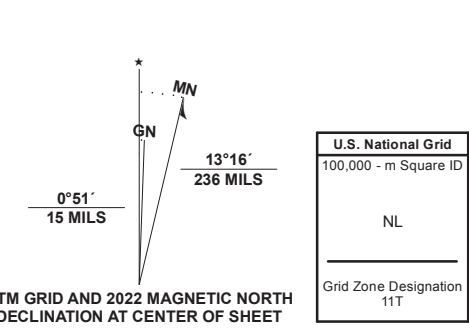 ★
MN
GN
13°16´
236 MILS
0°51´
15 MILS
TM GRID AND 2022 MAGNETIC NORTH
DECLINATION AT CENTER OF SHEET
U.S. National Grid
100,000 - m Square ID
NL
Grid Zone Designation
11T